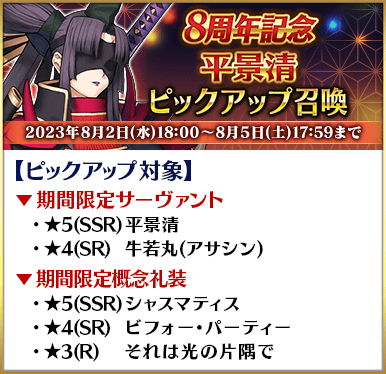 8周年記念
平景清
ピックアップ召喚
2023年8月2日(水)18:00～8月5日(土)17:59まで
【ピックアップ対象】
▼期間限定サーヴァント
・★5(SSR)平景清
・★4(SR) 牛若丸(アサシン)
▼期間限定概念礼装
・★5(SSR)シャスマティス
・★4(SR) ビフォー・パーティー
・★3(R) それは光の片隅で